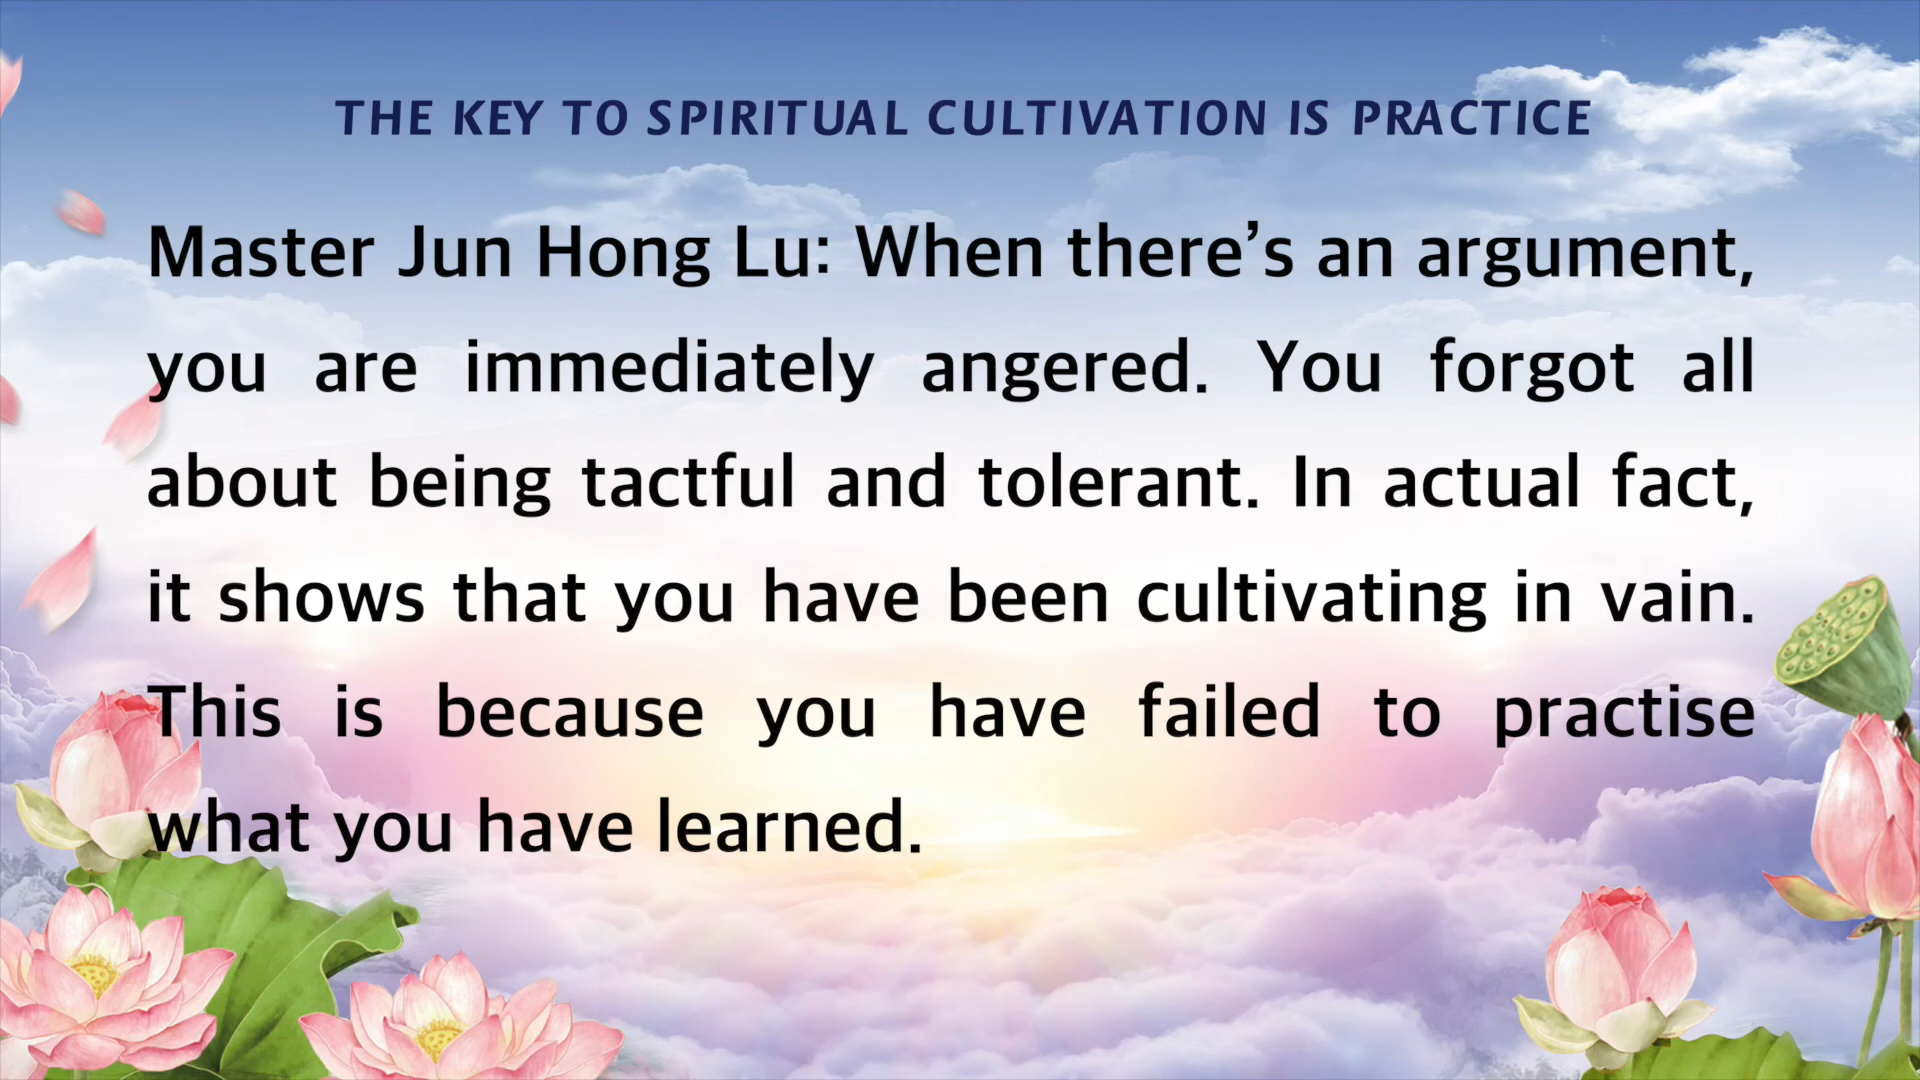 THE KEY TO SPIRITUAL CULTIVATION IS PRACTICE
Master Jun Hong Lu: When there’s an argument,
you are immediately angered. You forgot all
about being tactful and tolerant. In actual fact,
it shows that you have been cultivating in vain.
This is because you have failed to practise
what you have learned.